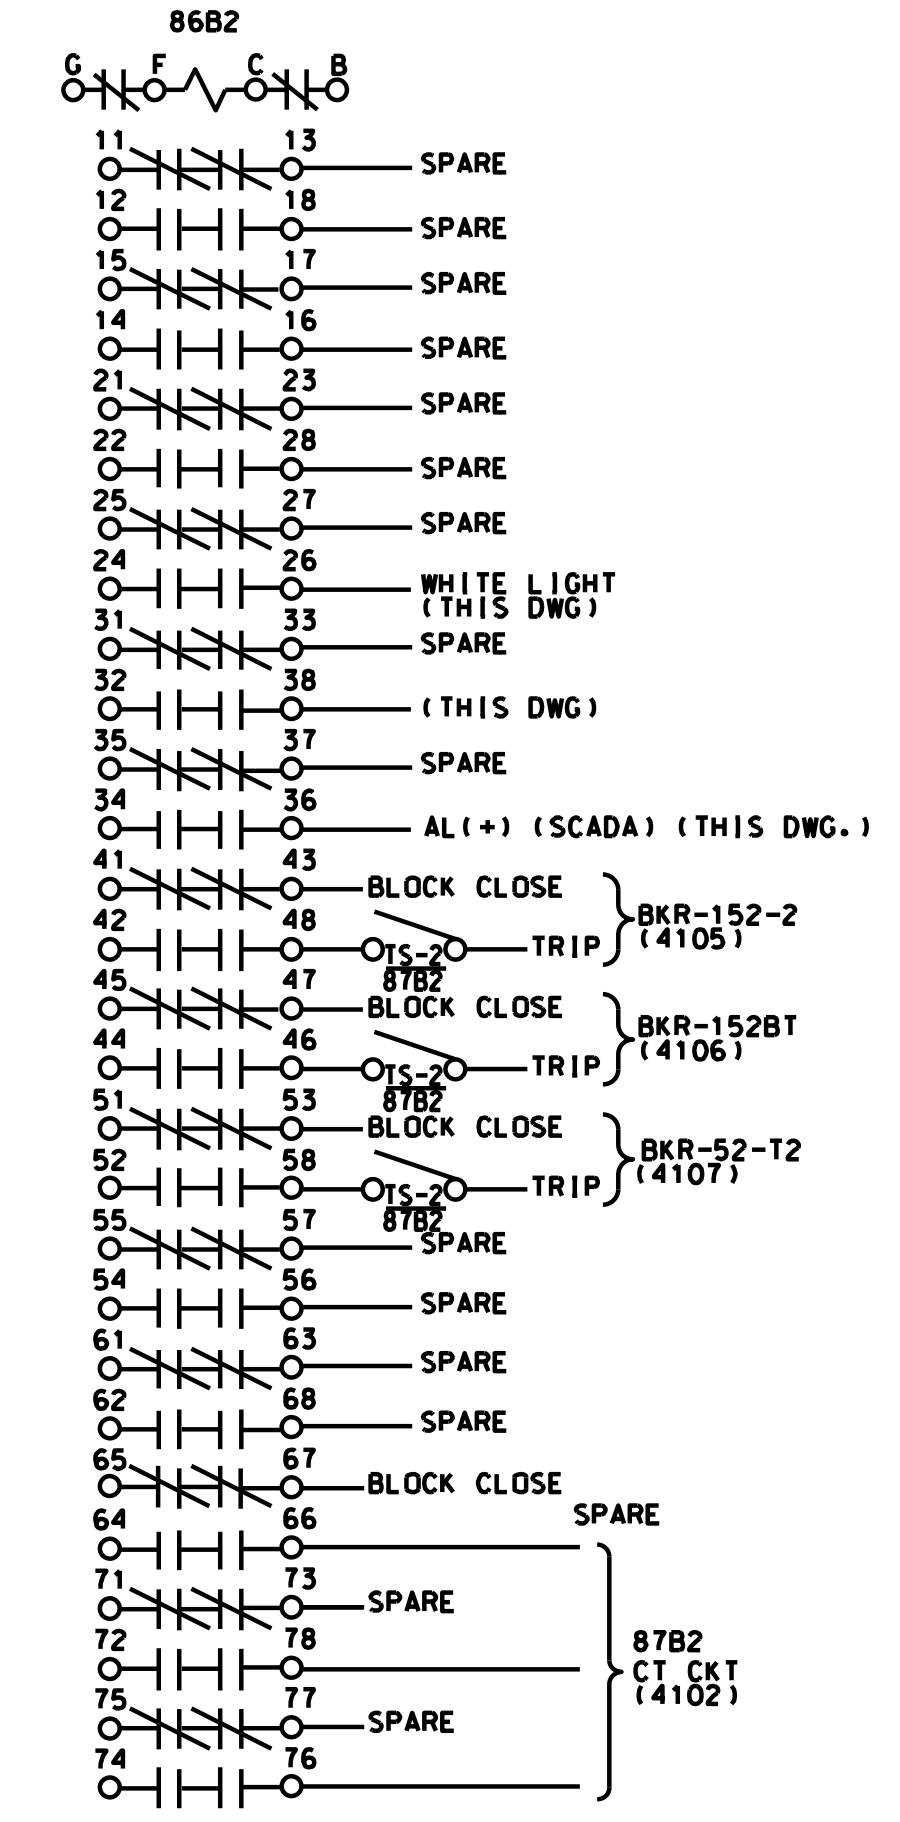 86B2
G F C B
11 13 SPARE
12 18 SPARE
15 17 SPARE
14 16 SPARE
21 23 SPARE
22 28 SPARE
25 27 SPARE
24 26 WHITE LIGHT
(THIS DWG)
31 33 SPARE
32 38 (THIS DWG)
35 37 SPARE
34 36 AL(+) (SCADA) (THIS DWG.)
41 43 BLOCK CLOSE
BKR-152-2
(4105)
42 48 TS-2 TRIP
87B2
45 47 BLOCK CLOSE
BKR-152BT
(4106)
44 46 TS-2 TRIP
87B2
51 53 BLOCK CLOSE
BKR-52-T2
(4107)
52 58 TS-2 TRIP
87B2
55 57 SPARE
54 56 SPARE
61 63 SPARE
62 68 SPARE
65 67 BLOCK CLOSE
SPARE
64 66
71 73 SPARE
72 78
87B2
CT CKT
(4102)
75 77 SPARE
74 76